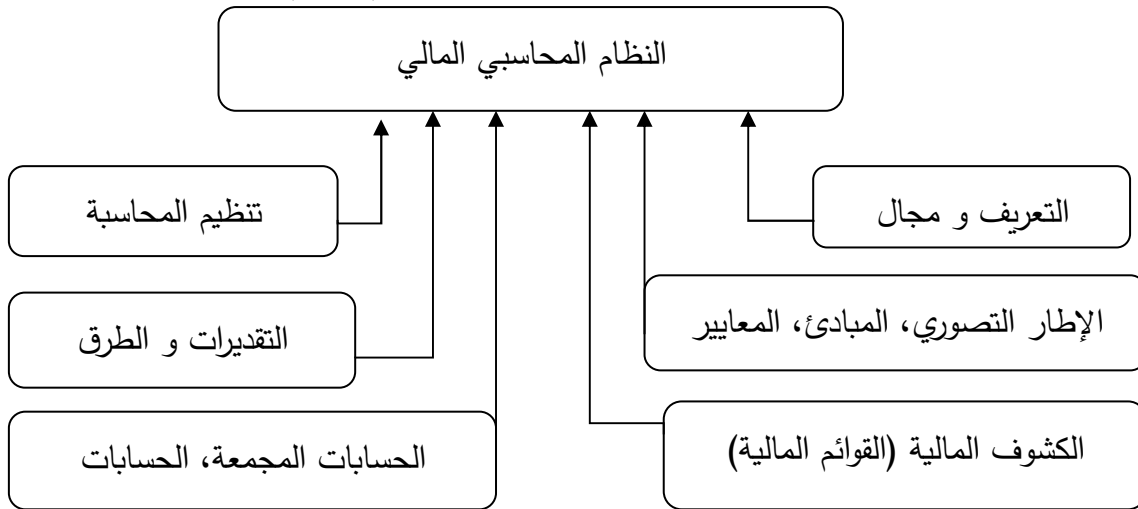 النظام المحاسبي المالي
التعريف و مجال
تنظيم المحاسبة
الإطار التصوري، المبادئ، المعايير
التقديرات و الطرق
الكشوف المالية (القوائم المالية)
الحسابات المجمعة، الحسابات